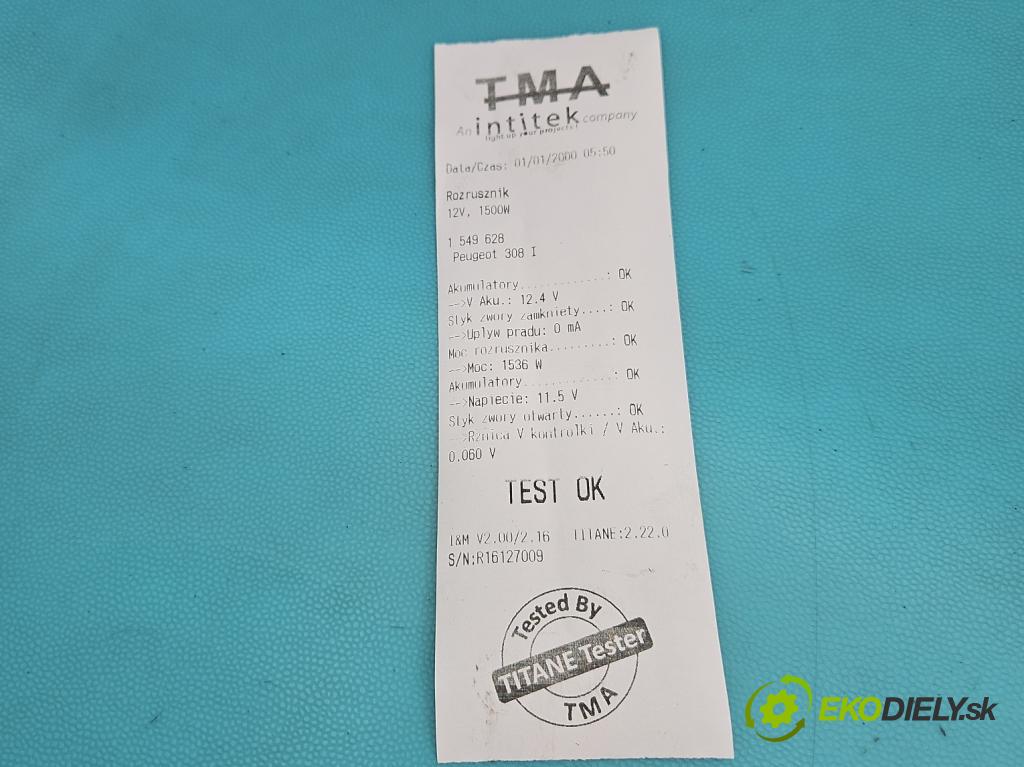 TMA
An intitek company
light up your projects!
Data/Czas: 01/01/2000 05:50
Rozrusznik
12V, 1500W
1 549 628
Peugeot 308 I
Akumulatory............: OK
-->V Aku.: 12.4 V
Styk zwory zamkniety....: OK
-->Uplyw pradu: 0 mA
Moc rozrusznika.........: OK
-->Moc: 1536 W
Akumulatory.............: OK
-->Napiecie: 11.5 V
Styk zwory otwarty......: OK
-->Rznica V kontrolki / V Aku.:
0.060 V
TEST OK
I&M V2.00/2.16 TITANE:2.22.0
S/N:R16127009
Tested By
TITANE Tester
TMA
EKODIELY.sk